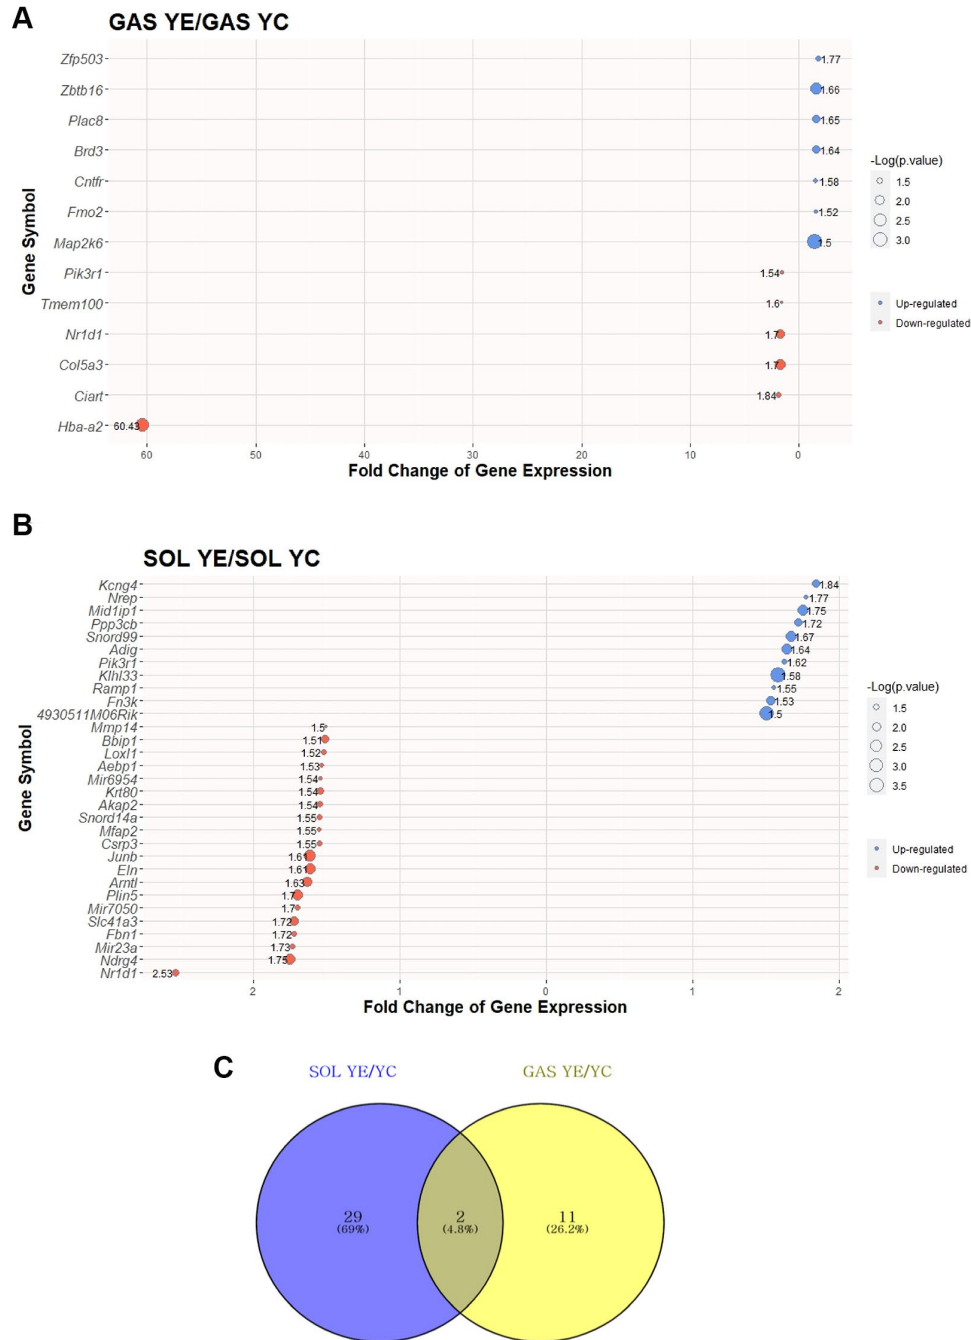 A
GAS YE/GAS YC
Gene Symbol
Zfp503 1.77
Zbtb16 1.66
Plac8 1.65
Brd3 1.64
Cntfr 1.58
Fmo2 1.52
Map2k6 1.5
Pik3r1 1.54
Tmem100 1.6
Nr1d1 1.7
Col5a3 1.7
Ciart 1.84
Hba-a2 60.43
60 50 40 30 20 10 0
Fold Change of Gene Expression
-Log(p.value)
1.5
2.0
2.5
3.0
Up-regulated
Down-regulated
B
SOL YE/SOL YC
Gene Symbol
Kcng4 1.84
Nrep 1.77
Mid1ip1 1.75
Ppp3cb 1.72
Snord99 1.67
Adig 1.64
Pik3r1 1.62
Klhl33 1.58
Ramp1 1.55
Fn3k 1.53
4930511M06Rik 1.5
Mmp14 1.5
Bbip1 1.51
Loxl1 1.52
Aebp1 1.53
Mir6954 1.54
Krt80 1.54
Akap2 1.54
Snord14a 1.55
Mfap2 1.55
Csrp3 1.55
Junb 1.61
Eln 1.61
Arntl 1.63
Plin5 1.7
Mir7050 1.7
Slc41a3 1.72
Fbn1 1.72
Mir23a 1.73
Ndrg4 1.75
Nr1d1 2.53
2 1 0 1 2
Fold Change of Gene Expression
-Log(p.value)
1.5
2.0
2.5
3.0
3.5
Up-regulated
Down-regulated
C
SOL YE/YC GAS YE/YC
29 2 11
(69%) (4.8%) (26.2%)